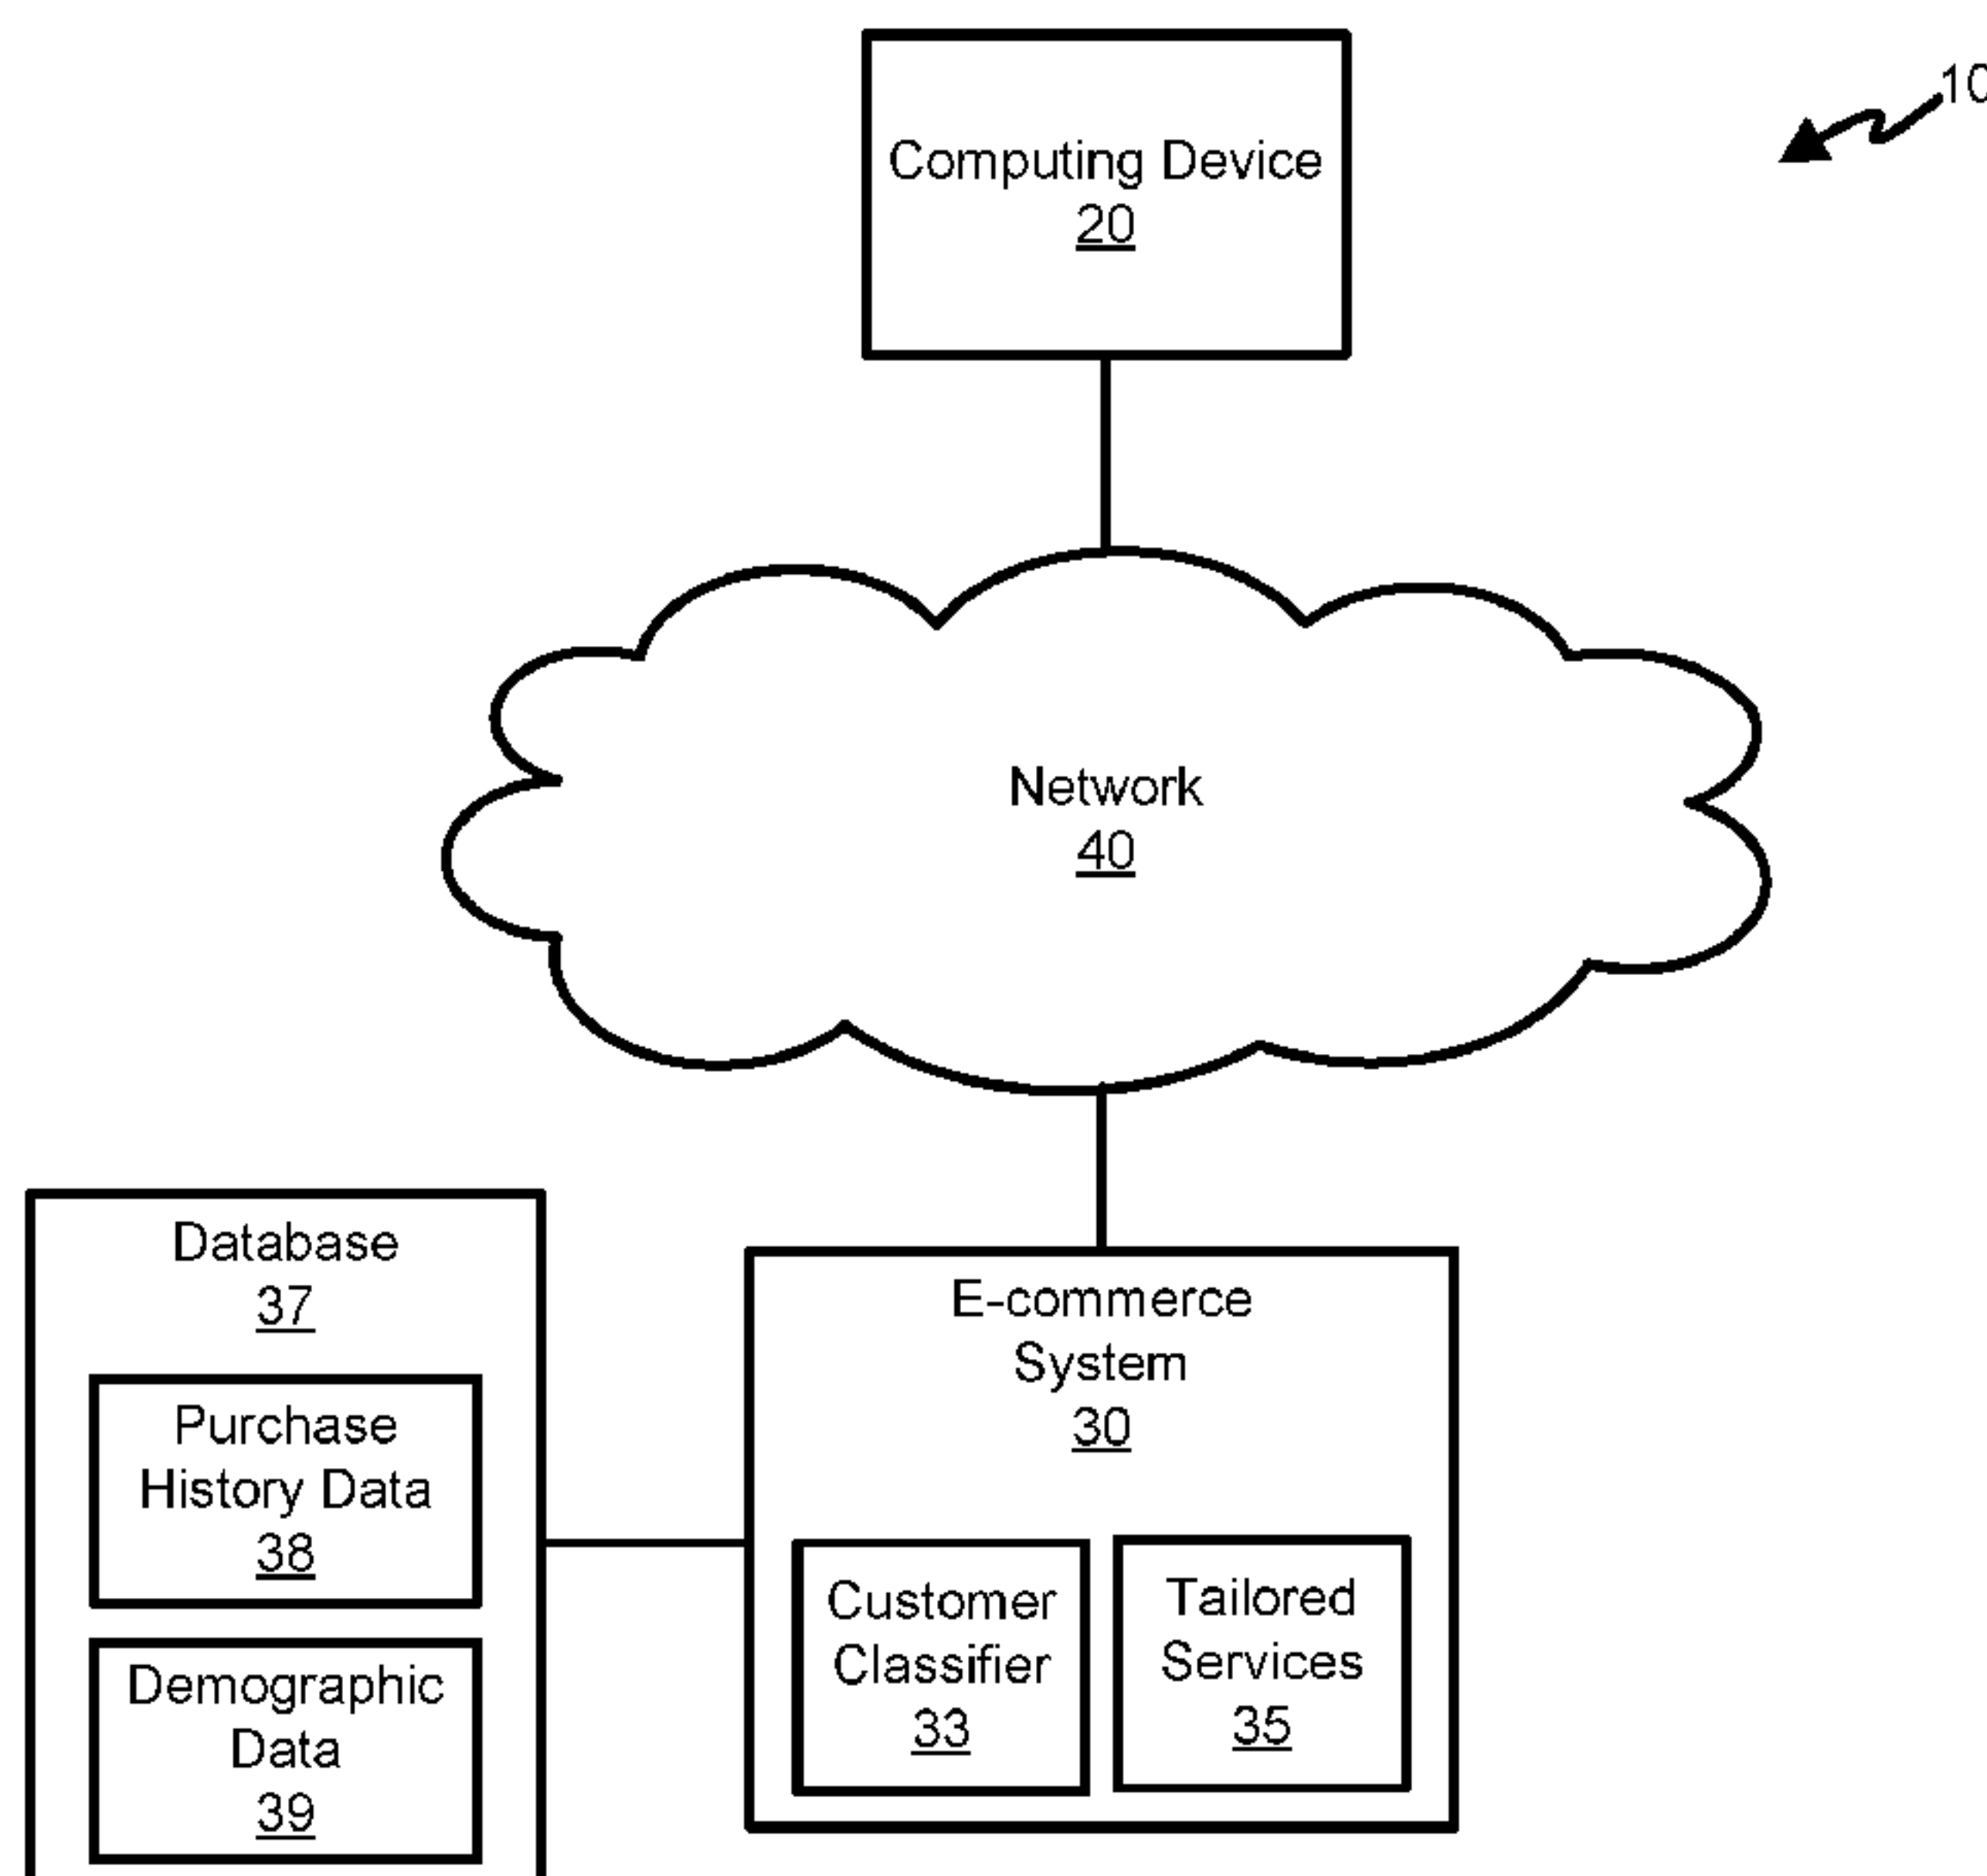 10
Computing Device
20
Network
40
Database
37
Purchase
History Data
38
Demographic
Data
39
E-commerce
System
30
Customer
Classifier
33
Tailored
Services
35